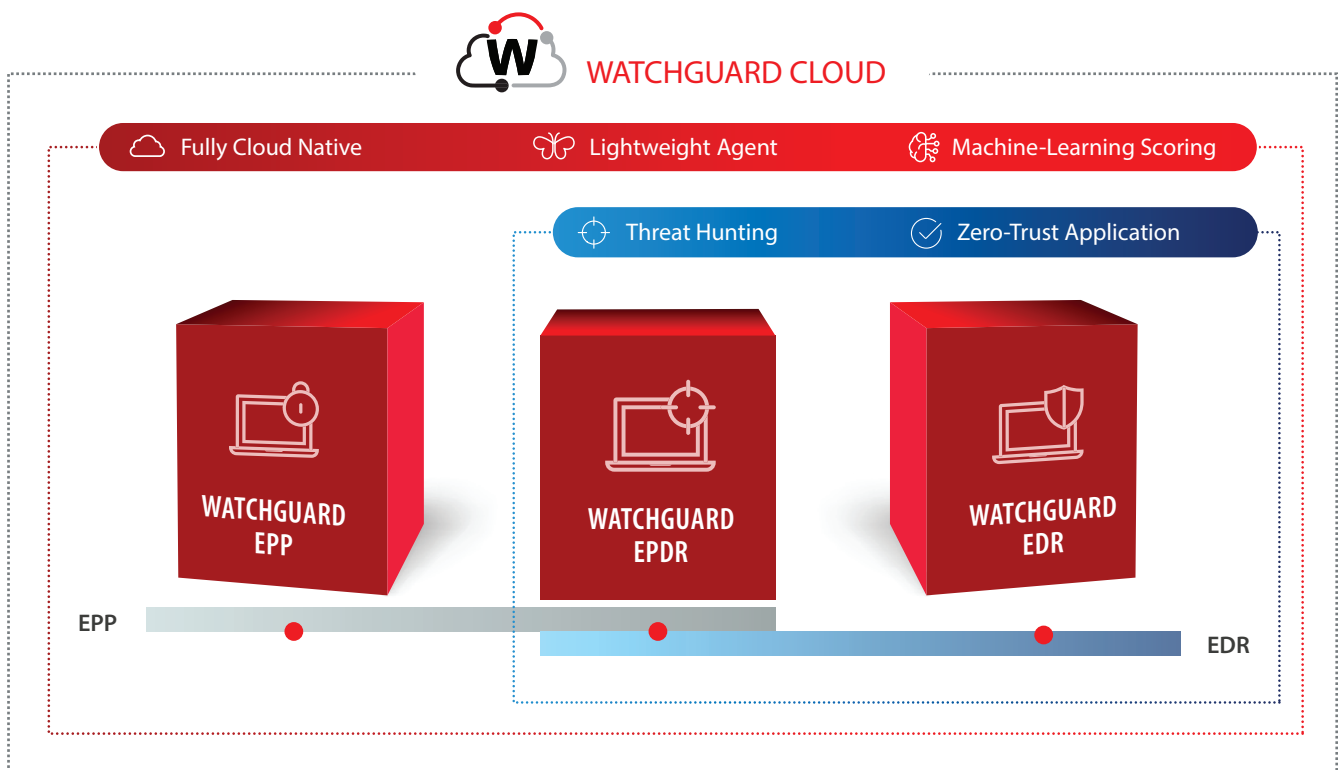 W
WATCHGUARD CLOUD
Fully Cloud Native
Lightweight Agent
Machine-Learning Scoring
Threat Hunting
Zero-Trust Application
WATCHGUARD
EPP
WATCHGUARD
EPDR
WATCHGUARD
EDR
EPP
EDR